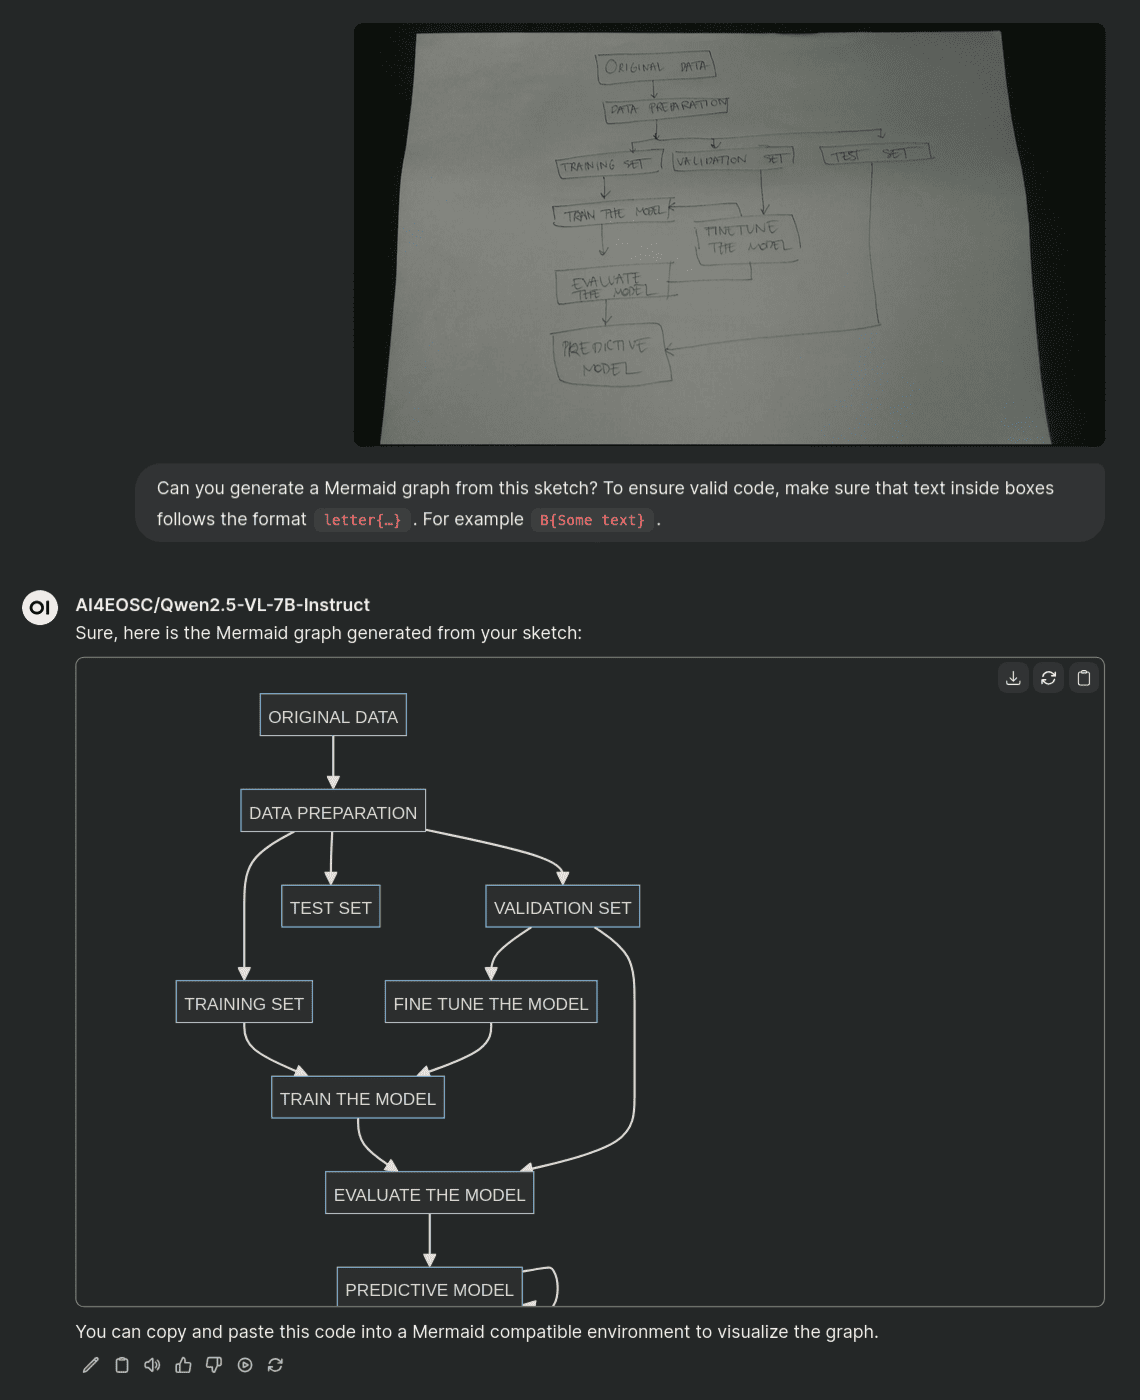 ORIGINAL DATA
DATA PREPARATION
TRAINING SET
VALIDATION SET
TEST SET
TRAIN THE MODEL
FINETUNE
THE MODEL
EVALUATE
THE MODEL
PREDICTIVE
MODEL
Can you generate a Mermaid graph from this sketch? To ensure valid code, make sure that text inside boxes
follows the format letter{…} . For example B{Some text} .
OI
AI4EOSC/Qwen2.5-VL-7B-Instruct
Sure, here is the Mermaid graph generated from your sketch:
ORIGINAL DATA
DATA PREPARATION
TEST SET
VALIDATION SET
TRAINING SET
FINE TUNE THE MODEL
TRAIN THE MODEL
EVALUATE THE MODEL
PREDICTIVE MODEL
You can copy and paste this code into a Mermaid compatible environment to visualize the graph.